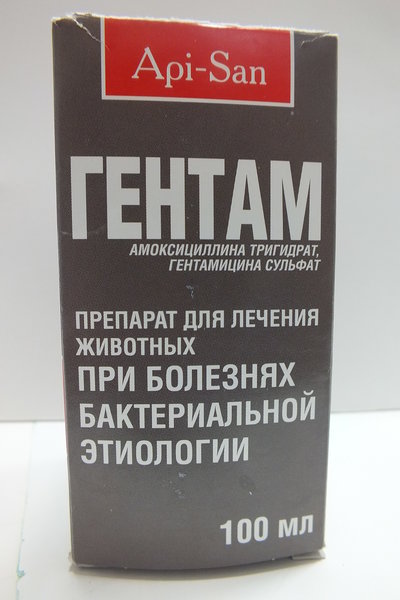 Api-San
ГЕНТАМ
АМОКСИЦИЛЛИНА ТРИГИДРАТ,
ГЕНТАМИЦИНА СУЛЬФАТ
ПРЕПАРАТ ДЛЯ ЛЕЧЕНИЯ
ЖИВОТНЫХ
ПРИ БОЛЕЗНЯХ
БАКТЕРИАЛЬНОЙ
ЭТИОЛОГИИ
100 мл